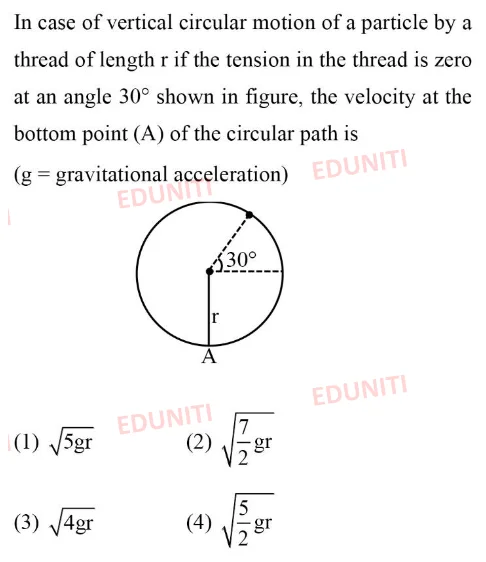 In case of vertical circular motion of a particle by a
thread of length r if the tension in the thread is zero
at an angle 30° shown in figure, the velocity at the
bottom point (A) of the circular path is
(g = gravitational acceleration)
EDUNITI
EDUNITI
30°
r
A
EDUNITI
EDUNITI
(1) √5gr (2) √7/2 gr
(3) √4gr (4) √5/2 gr